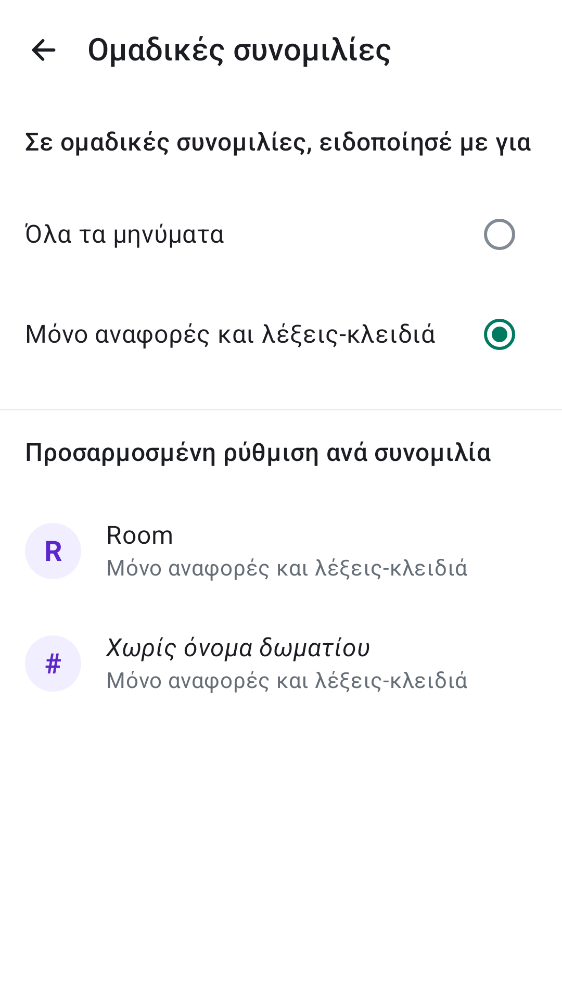 Ομαδικές συνομιλίες
Σε ομαδικές συνομιλίες, ειδοποίησέ με για
Όλα τα μηνύματα
Μόνο αναφορές και λέξεις-κλειδιά
Προσαρμοσμένη ρύθμιση ανά συνομιλία
R
Room
Μόνο αναφορές και λέξεις-κλειδιά
#
Χωρίς όνομα δωματίου
Μόνο αναφορές και λέξεις-κλειδιά